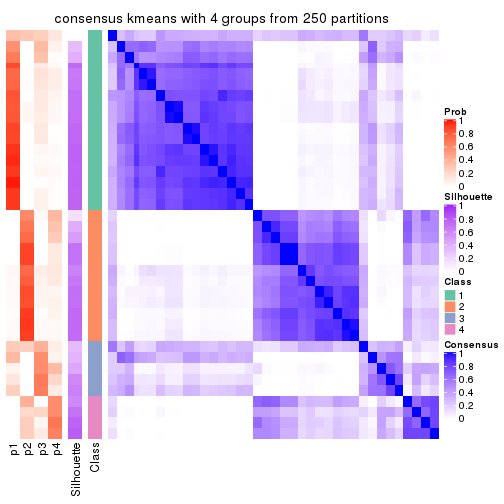 consensus kmeans with 4 groups from 250 partitions
Prob
1
0.8
0.6
0.4
0.2
0
Silhouette
1
0.8
0.6
0.4
0.2
0
Class
1
2
3
4
Consensus
1
0.8
0.6
0.4
0.2
0
p1
p2
p3
p4
Silhouette
Class